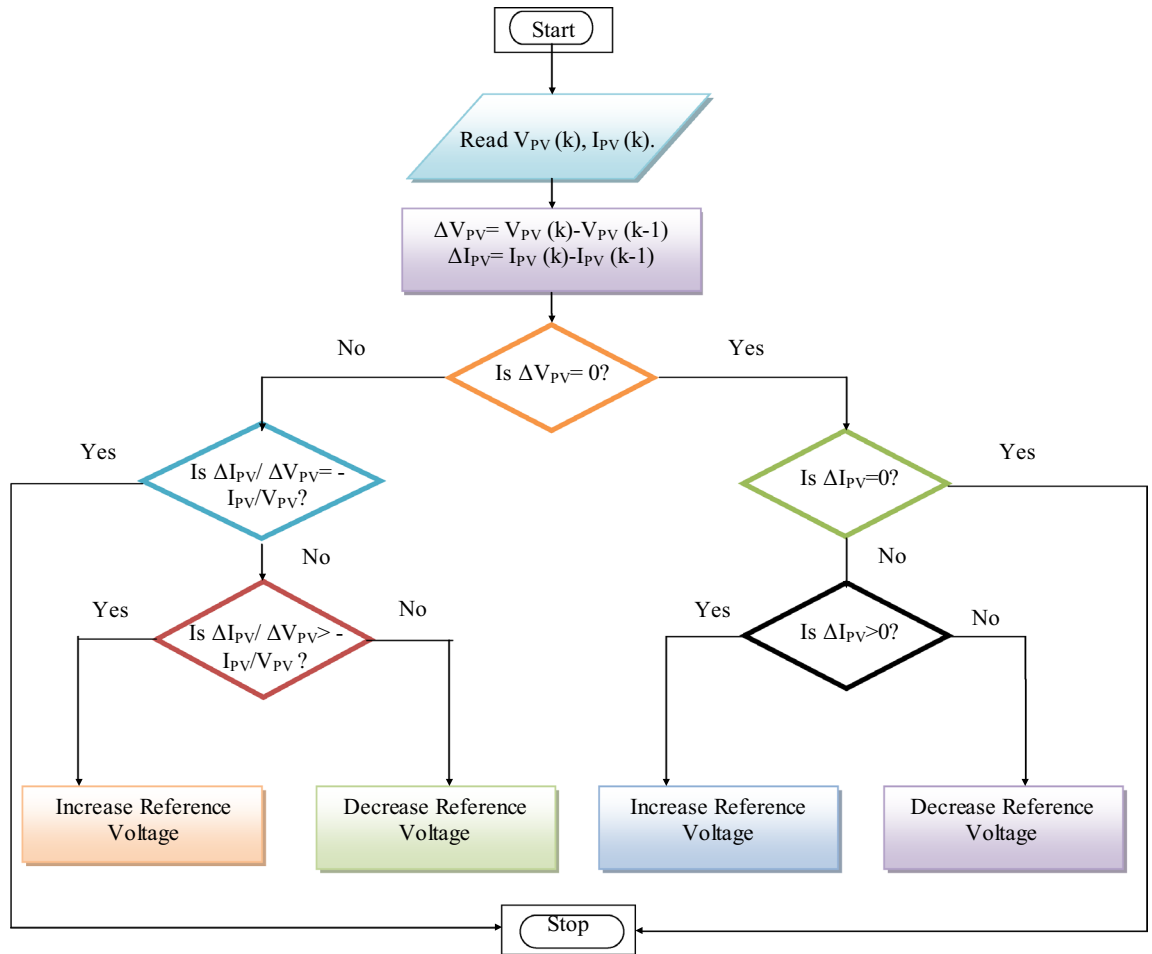 Start
Read V_PV (k), I_PV (k).
ΔV_PV= V_PV (k)-V_PV (k-1)
ΔI_PV= I_PV (k)-I_PV (k-1)
No
Yes
Is ΔV_PV= 0?
Yes
Is ΔI_PV/ ΔV_PV= -
I_PV/V_PV?
Is ΔI_PV=0?
Yes
No
No
Yes
No
Is ΔI_PV/ ΔV_PV> -
I_PV/V_PV ?
Yes
No
Is ΔI_PV>0?
Increase Reference
Voltage
Decrease Reference
Voltage
Increase Reference
Voltage
Decrease Reference
Voltage
Stop